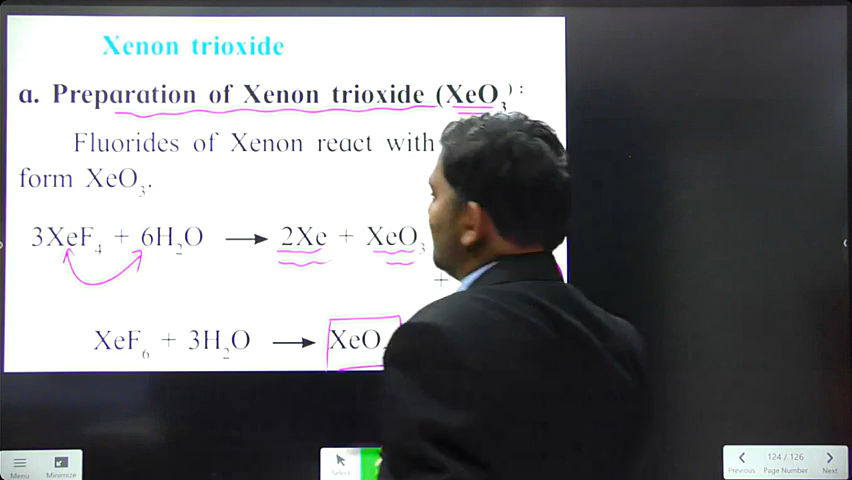 Xenon trioxide
a. Preparation of Xenon trioxide (XeO₃):
Fluorides of Xenon react with
form XeO₃.
3XeF₄ + 6H₂O ⟶ 2Xe + XeO₃
+
XeF₆ + 3H₂O ⟶ XeO
Menu Minimize Select Previous 124 / 126 Page Number Next